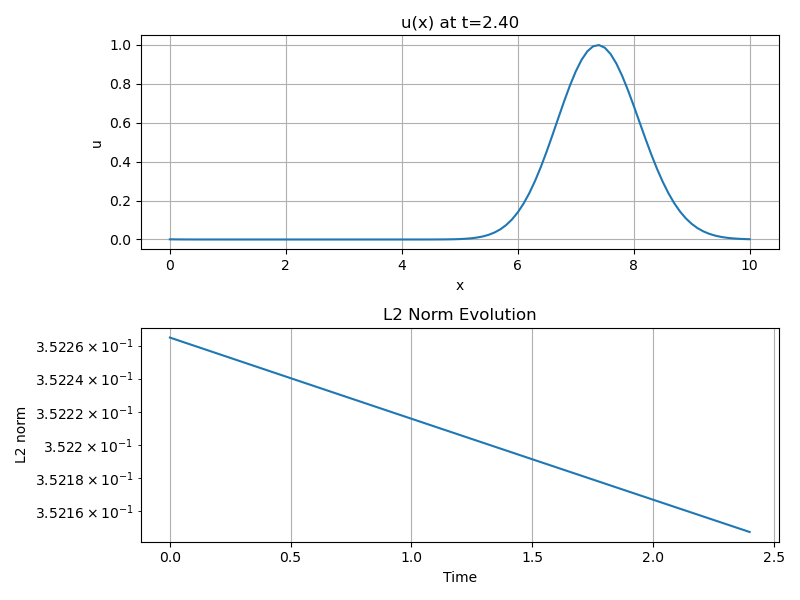 u(x) at t=2.40
1.0
0.8
0.6
0.4
0.2
0.0
u
0 2 4 6 8 10
x
L2 Norm Evolution
3.5226 × 10⁻¹
3.5224 × 10⁻¹
3.5222 × 10⁻¹
3.522 × 10⁻¹
3.5218 × 10⁻¹
3.5216 × 10⁻¹
L2 norm
0.0 0.5 1.0 1.5 2.0 2.5
Time